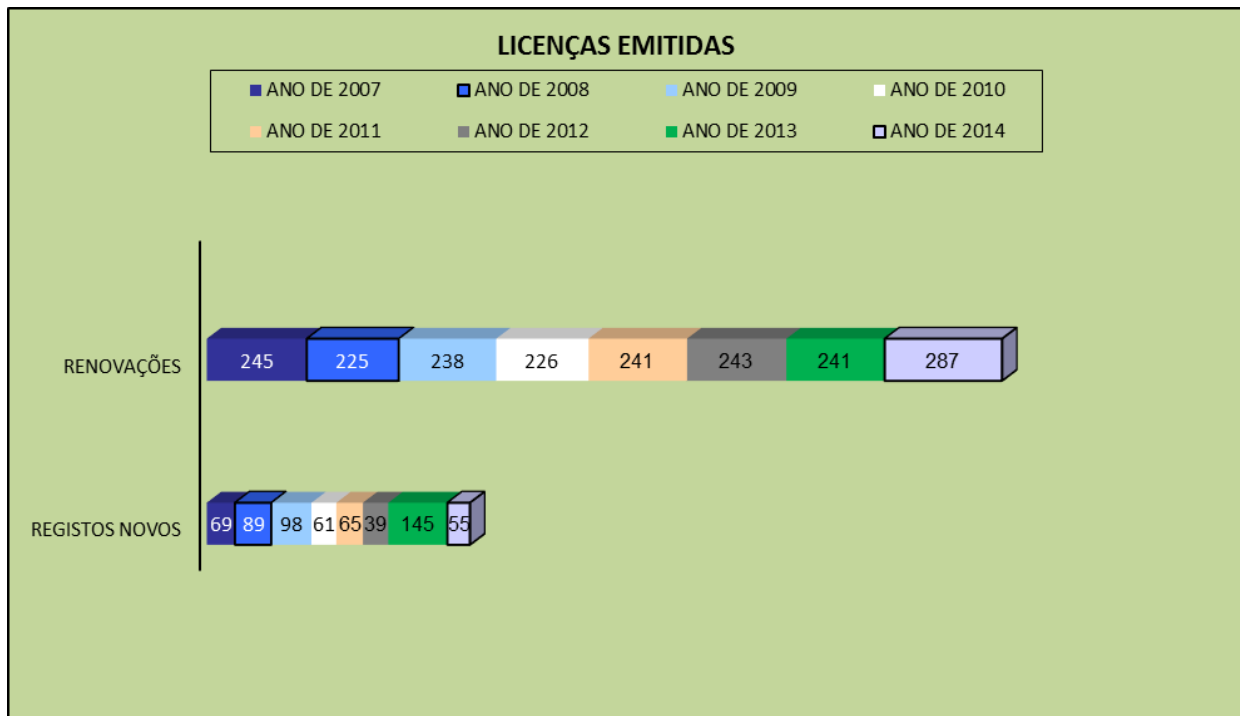 LICENÇAS EMITIDAS
ANO DE 2007 ANO DE 2008 ANO DE 2009 ANO DE 2010
ANO DE 2011 ANO DE 2012 ANO DE 2013 ANO DE 2014
RENOVAÇÕES 245 225 238 226 241 243 241 287
REGISTOS NOVOS 69 89 98 61 65 39 145 55